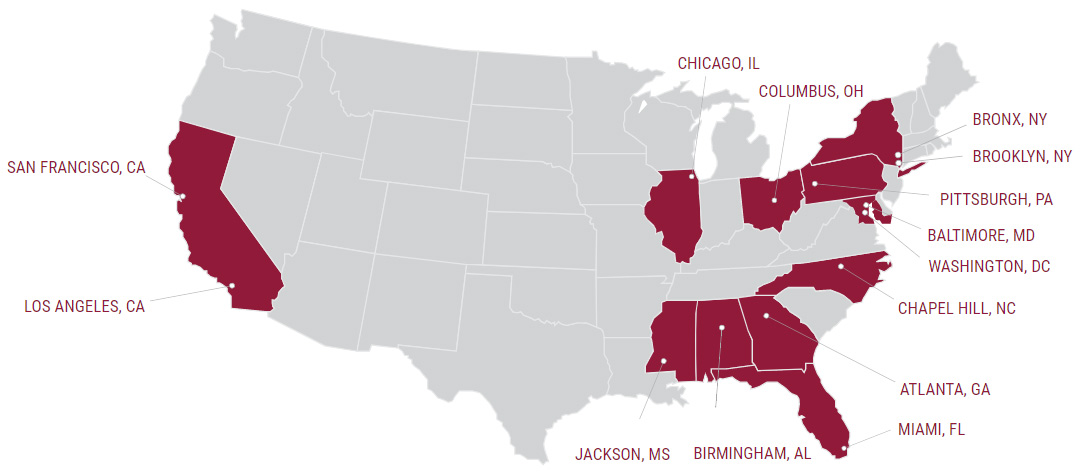 CHICAGO, IL
COLUMBUS, OH
BRONX, NY
BROOKLYN, NY
SAN FRANCISCO, CA
PITTSBURGH, PA
BALTIMORE, MD
WASHINGTON, DC
LOS ANGELES, CA
CHAPEL HILL, NC
ATLANTA, GA
MIAMI, FL
JACKSON, MS
BIRMINGHAM, AL